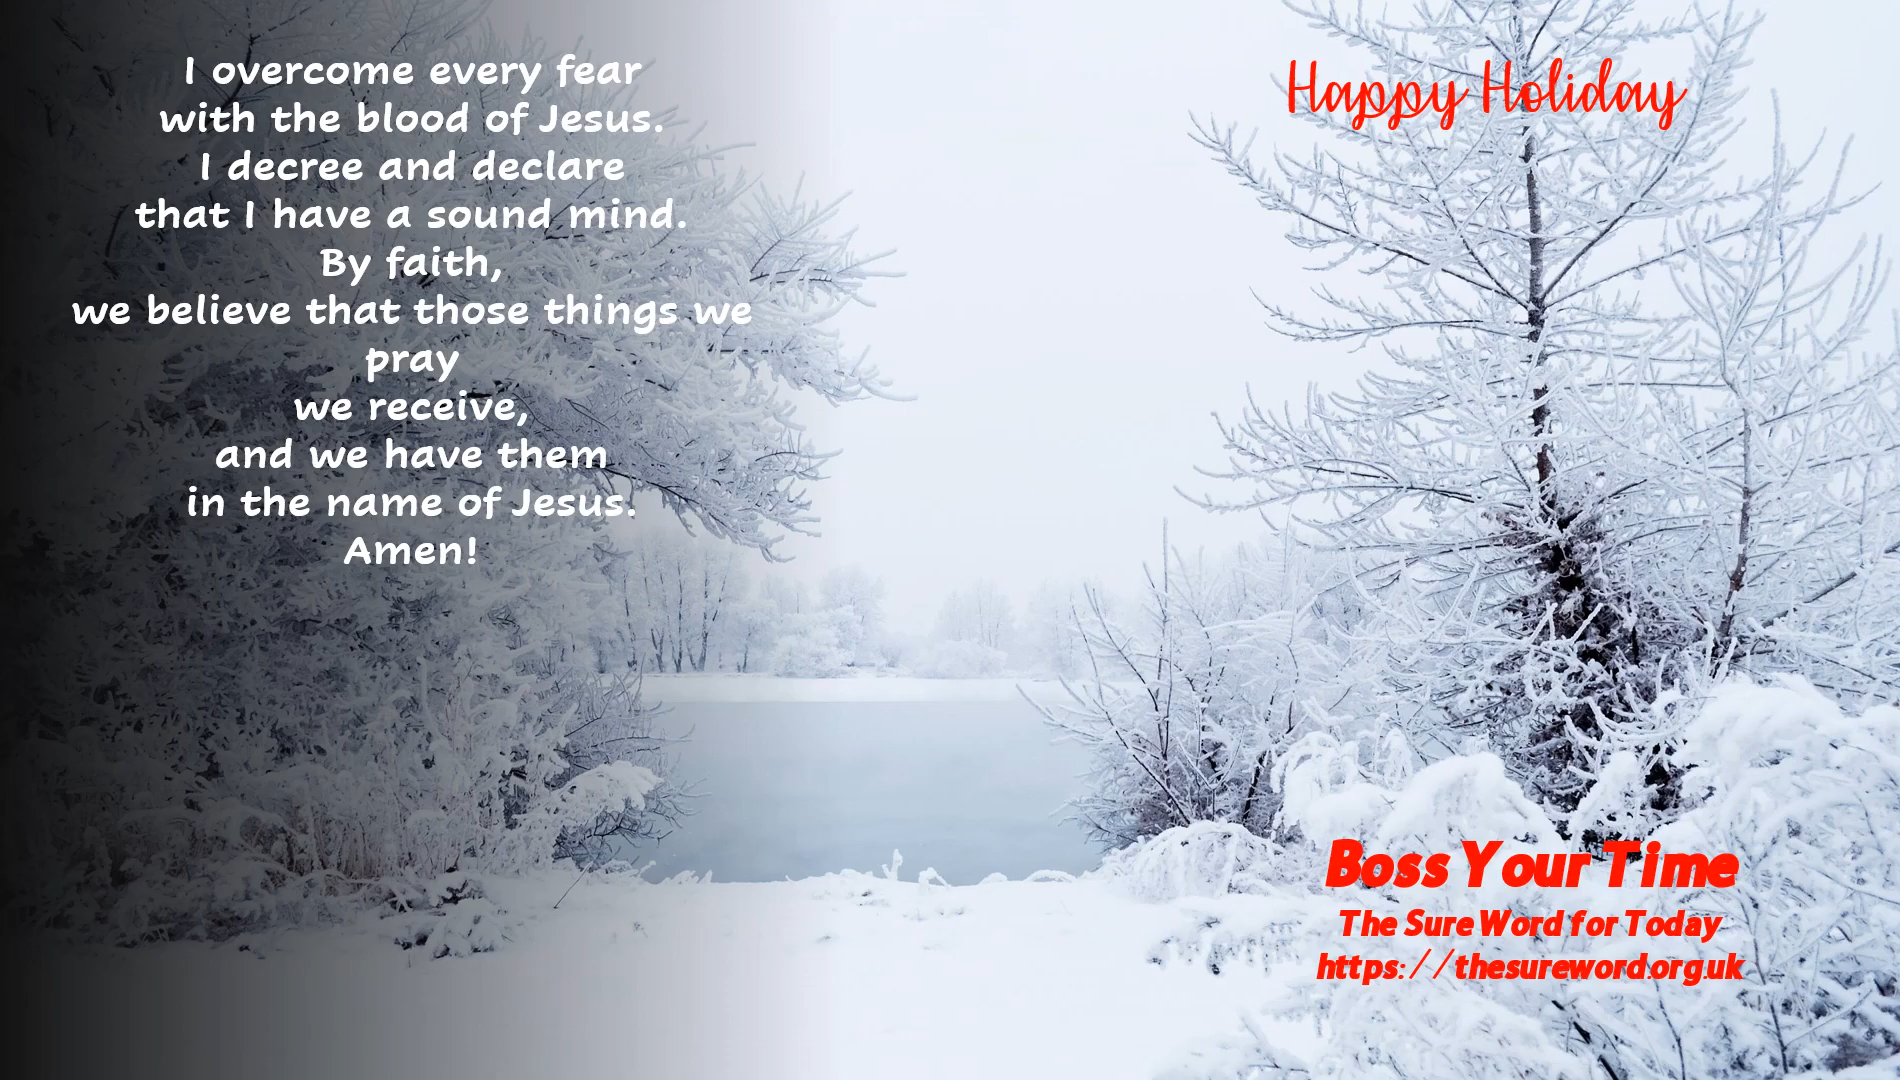 I overcome every fear
with the blood of Jesus.
I decree and declare
that I have a sound mind.
By faith,
we believe that those things we
pray
we receive,
and we have them
in the name of Jesus.
Amen!
Happy Holiday
Boss Your Time
The Sure Word for Today
https://thesureword.org.uk